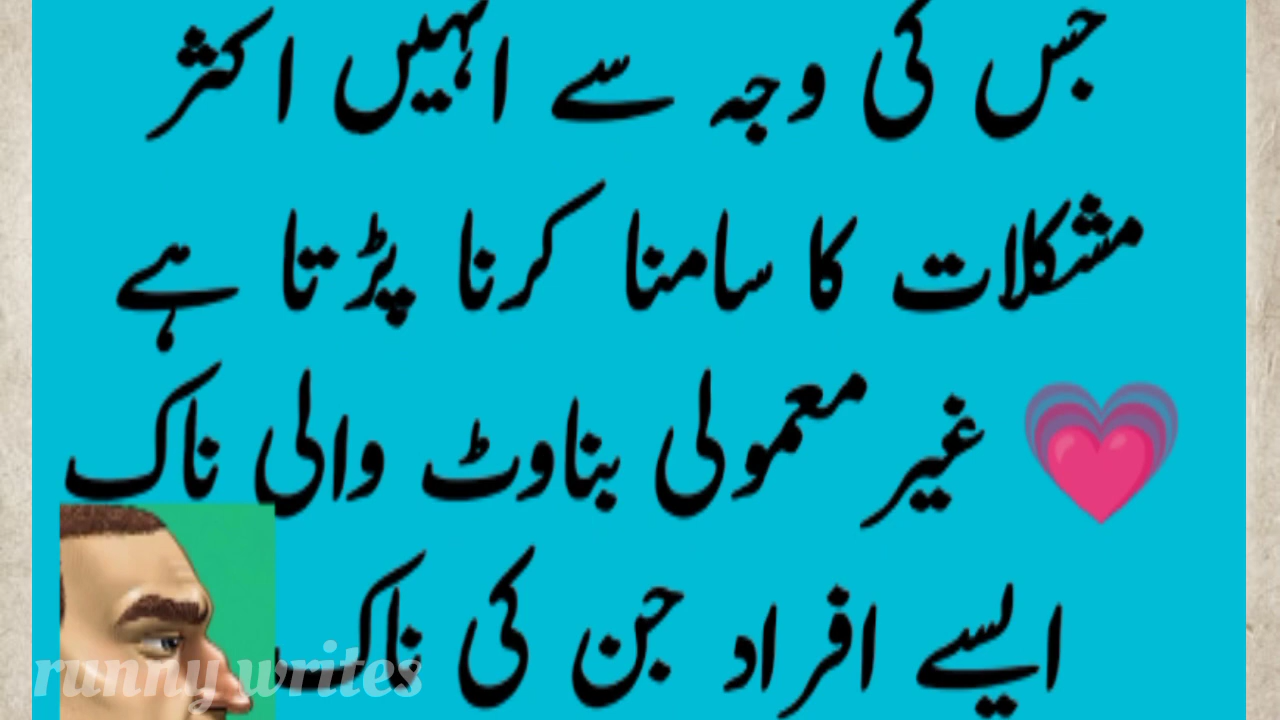 جس کی وجہ سے انہیں اکثر
مشکلات کا سامنا کرنا پڑتا ہے
💗 غیر معمولی بناوٹ والی ناک
ایسے افراد جن کی ناک
runny writes